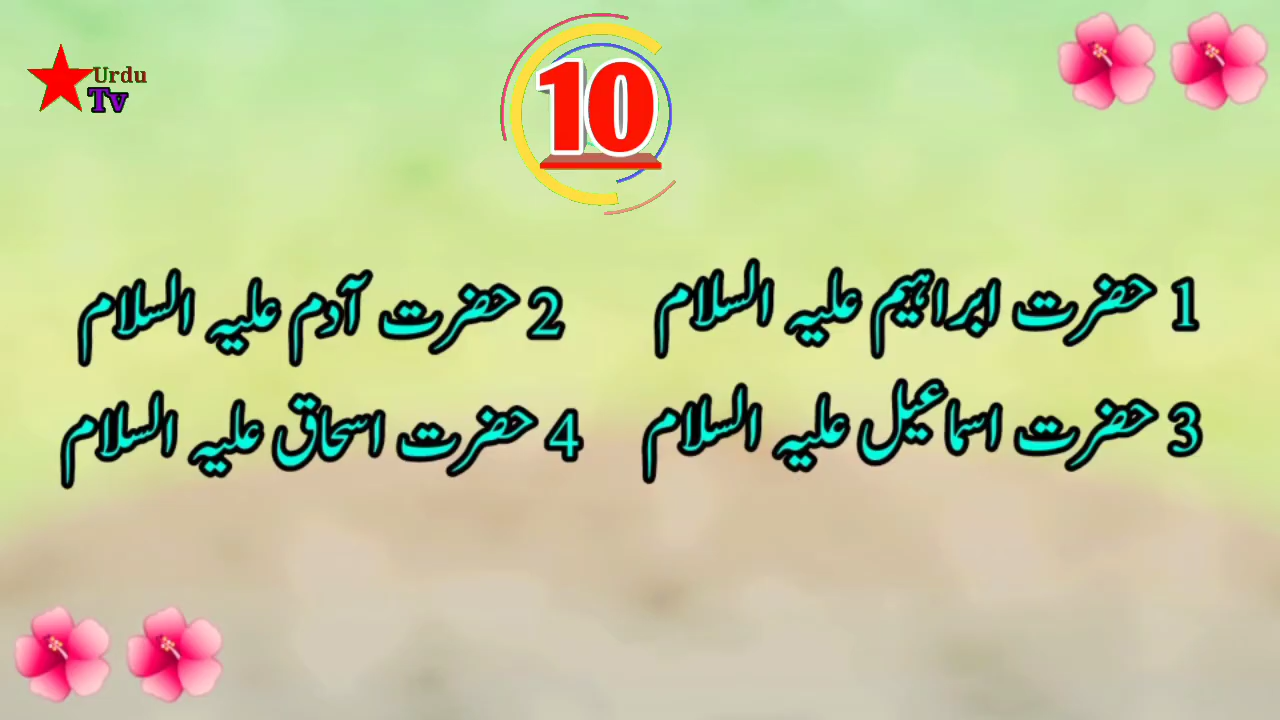 Urdu
Tv
10
1 حضرت ابراہیم علیہ السلام
2 حضرت آدم علیہ السلام
3 حضرت اسماعیل علیہ السلام
4 حضرت اسحاق علیہ السلام